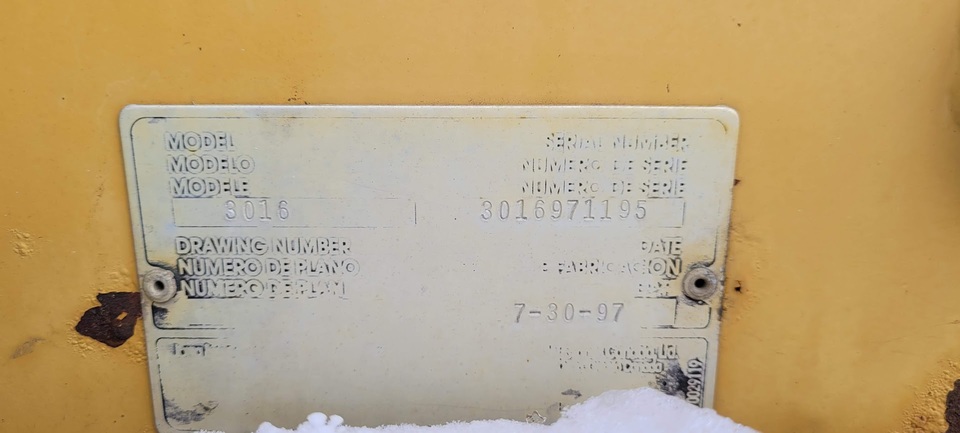 MODEL SERIAL NUMBER
MODELO NUMERO DE SERIE
MODELE NUMERO DE SERIE
3016 3016971195
DRAWING NUMBER DATE
NUMERO DE PLANO FABRICACION
NUMERO DE PLAN
7-30-97